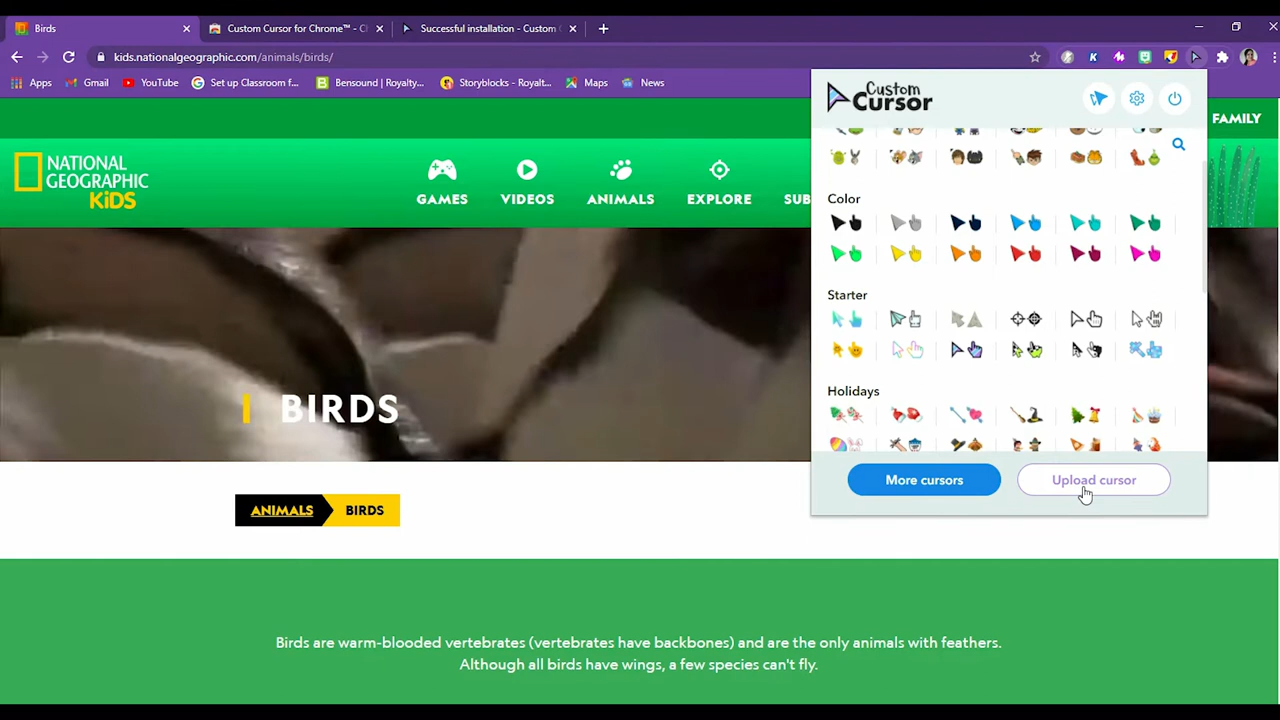 Birds
Custom Cursor for Chrome™ - C
Successful installation - Custom
kids.nationalgeographic.com/animals/birds/
Apps
Gmail
YouTube
Set up Classroom f...
Bensound | Royalty...
Storyblocks - Royalt...
Maps
News
Custom
Cursor
FAMILY
NATIONAL
GEOGRAPHIC
KiDS
GAMES
VIDEOS
ANIMALS
EXPLORE
SUB
Color
Starter
Holidays
BIRDS
More cursors
Upload cursor
ANIMALS
BIRDS
Birds are warm-blooded vertebrates (vertebrates have backbones) and are the only animals with feathers.
Although all birds have wings, a few species can't fly.